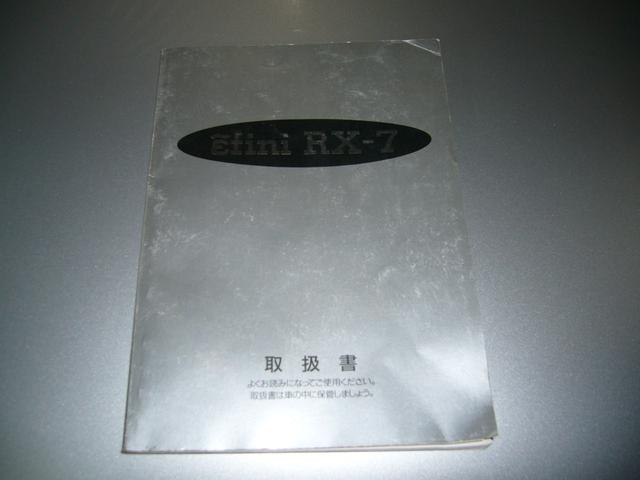 ɛ̃fini RX-7
取扱書
よくお読みになってご使用ください。
取扱書は車の中に保管しましょう。